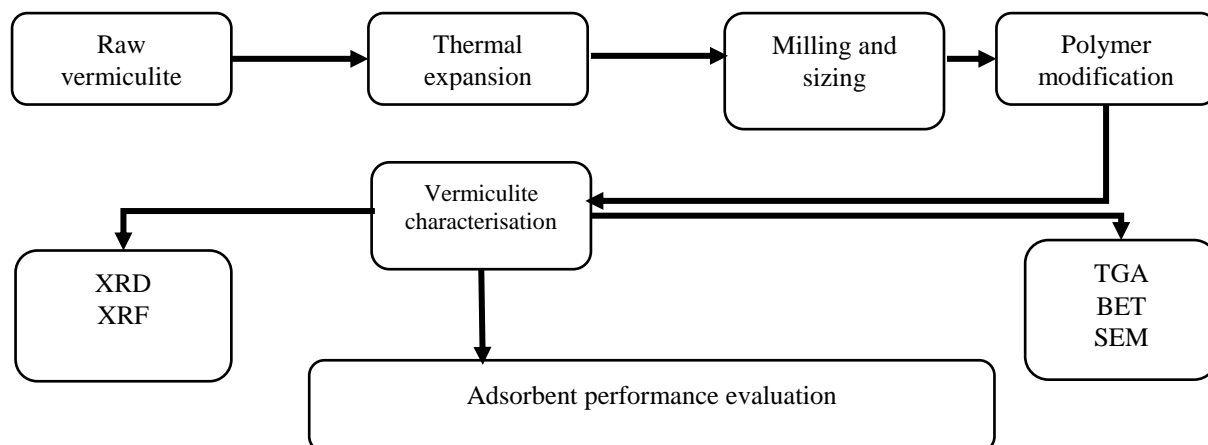 Raw
vermiculite
Thermal
expansion
Milling and
sizing
Polymer
modification
Vermiculite
characterisation
XRD
XRF
TGA
BET
SEM
Adsorbent performance evaluation